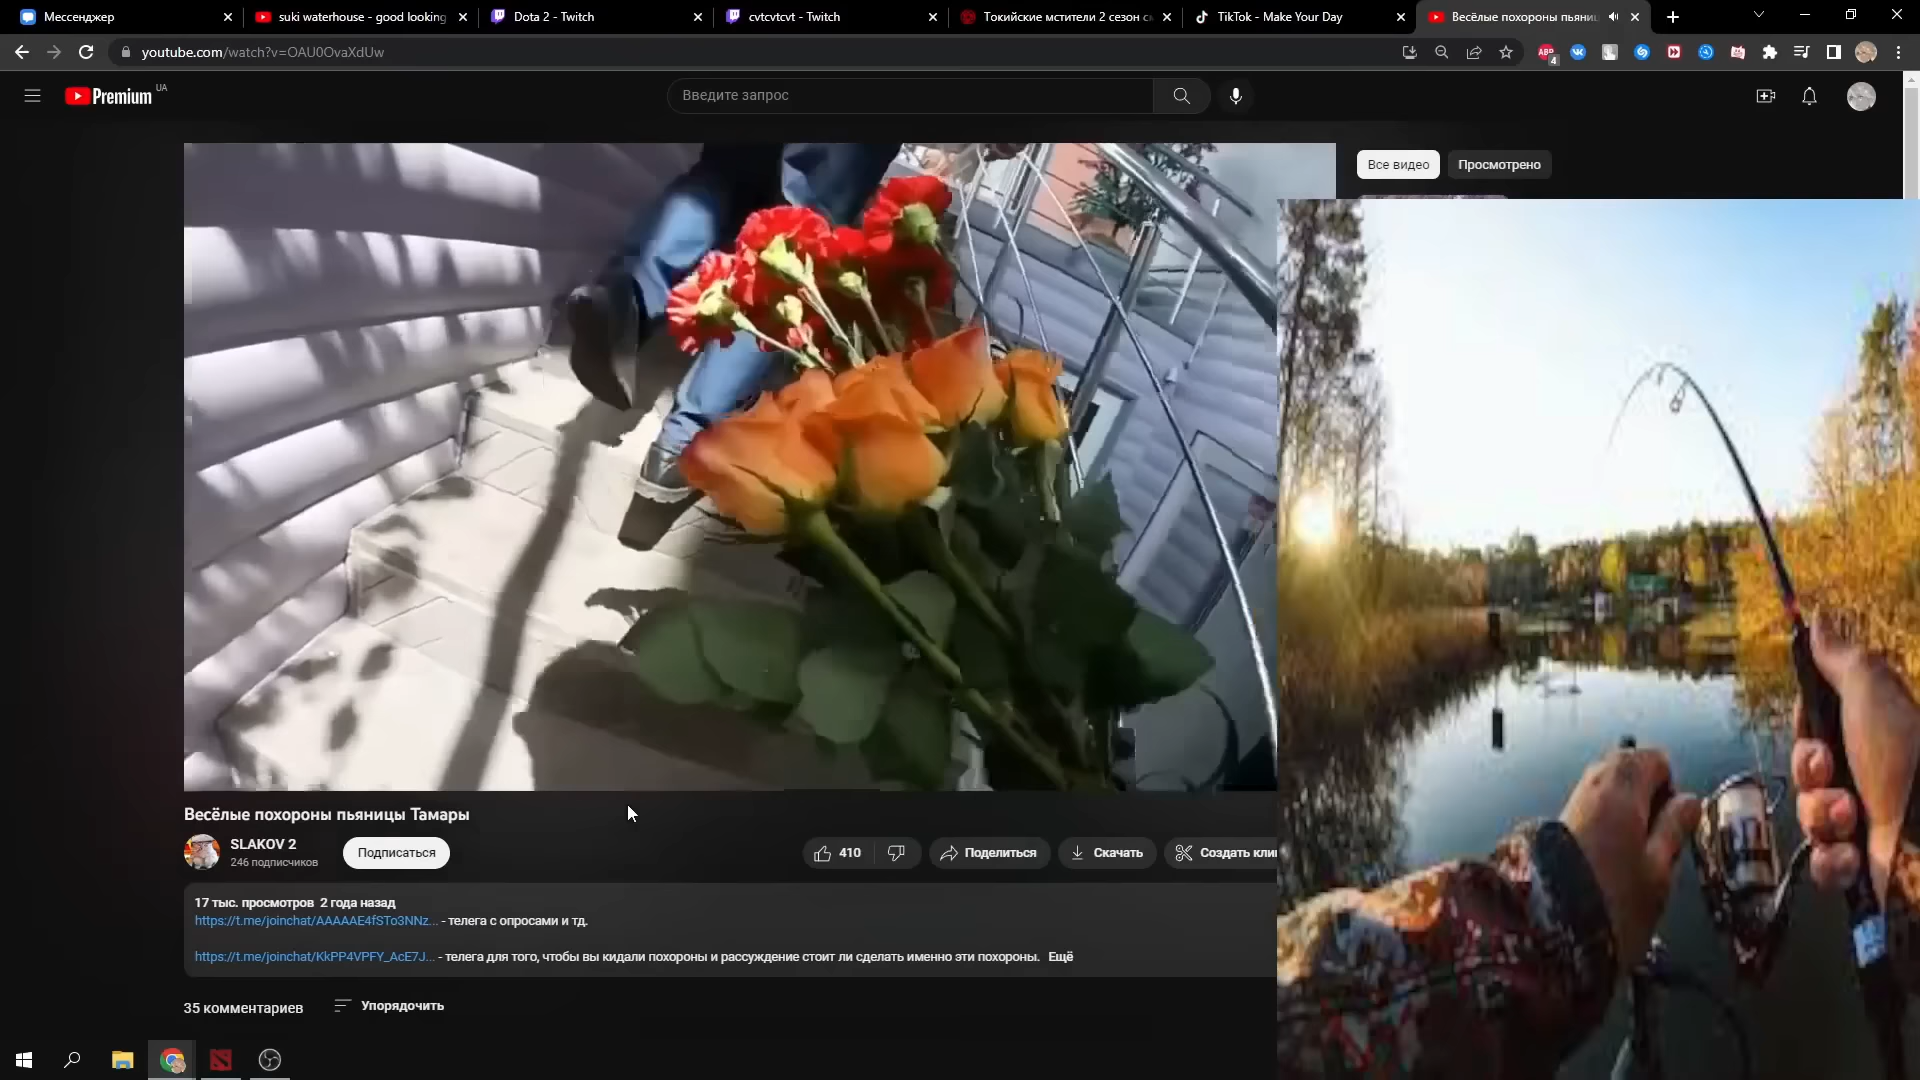 Мессенджер
suki waterhouse - good looking
Dota 2 - Twitch
cvtcvtcvt - Twitch
Токийские мстители 2 сезон
TikTok - Make Your Day
Весёлые похороны пьяниц
youtube.com/watch?v=OAU0OvaXdUw
ABP
4
Premium
UA
Введите запрос
Все видео
Просмотрено
Весёлые похороны пьяницы Тамары
SLAKOV 2
246 подписчиков
Подписаться
410
Поделиться
Скачать
Создать кли
17 тыс. просмотров 2 года назад
https://t.me/joinchat/AAAAAE4fSTo3NNz... - телега с опросами и тд.
https://t.me/joinchat/KkPP4VPFY_AcE7J... - телега для того, чтобы вы кидали похороны и рассуждение стоит ли сделать именно эти похороны. Ещё
35 комментариев
Упорядочить